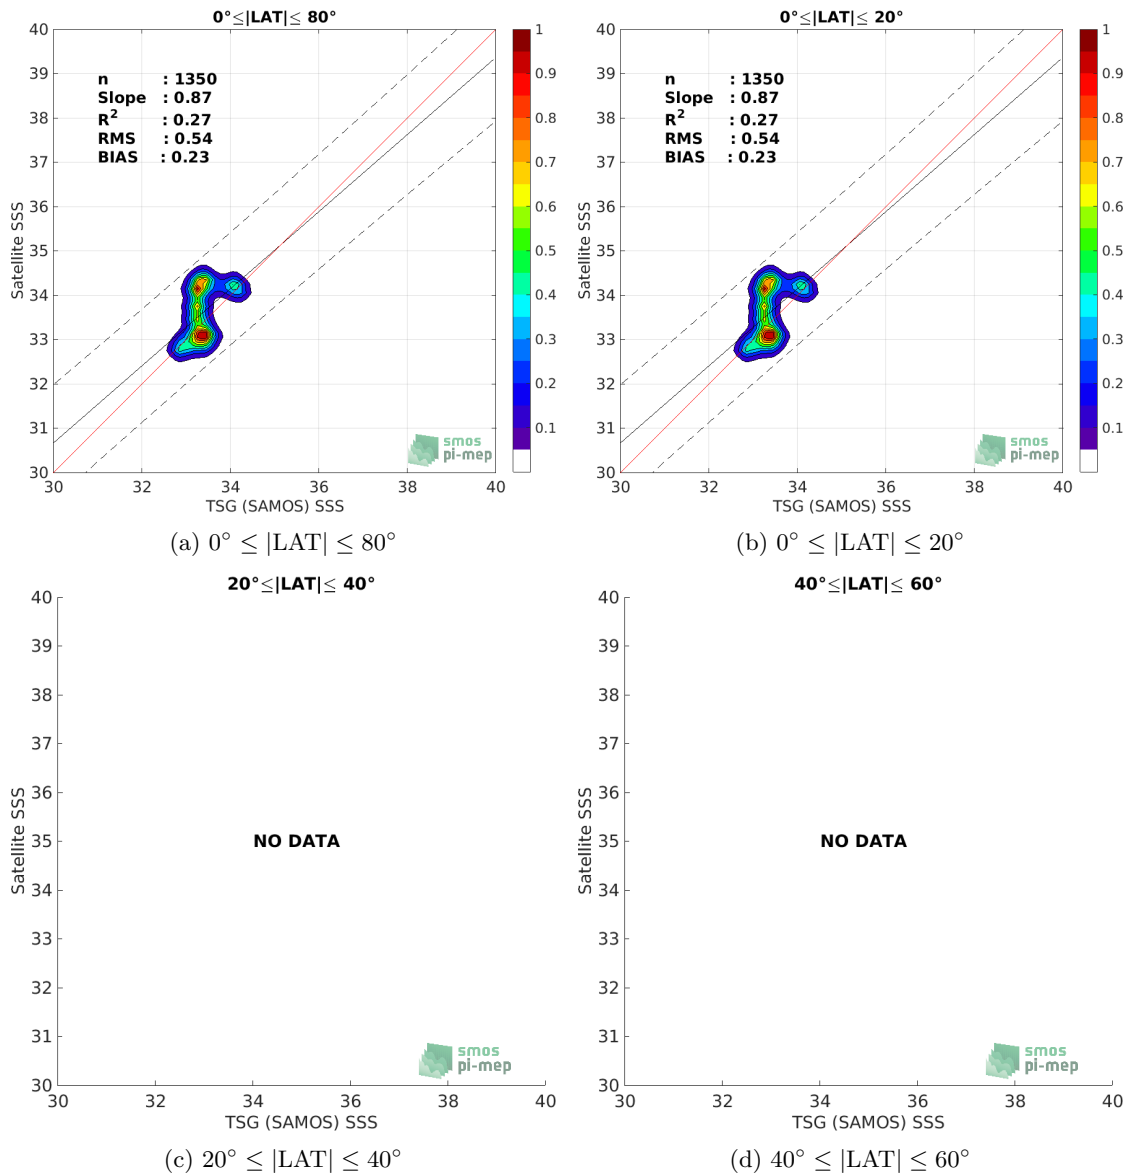 0°≤|LAT|≤ 80°
40
39
38
37
36
35
34
33
32
31
30
Satellite SSS
n : 1350
Slope : 0.87
R² : 0.27
RMS : 0.54
BIAS : 0.23
1
0.9
0.8
0.7
0.6
0.5
0.4
0.3
0.2
0.1
smos
pi-mep
30 32 34 36 38 40
TSG (SAMOS) SSS
(a) 0° ≤ |LAT| ≤ 80°
0°≤|LAT|≤ 20°
40
39
38
37
36
35
34
33
32
31
30
Satellite SSS
n : 1350
Slope : 0.87
R² : 0.27
RMS : 0.54
BIAS : 0.23
1
0.9
0.8
0.7
0.6
0.5
0.4
0.3
0.2
0.1
smos
pi-mep
30 32 34 36 38 40
TSG (SAMOS) SSS
(b) 0° ≤ |LAT| ≤ 20°
20°≤|LAT|≤ 40°
40
39
38
37
36
35
34
33
32
31
30
Satellite SSS
NO DATA
smos
pi-mep
30 32 34 36 38 40
TSG (SAMOS) SSS
(c) 20° ≤ |LAT| ≤ 40°
40°≤|LAT|≤ 60°
40
39
38
37
36
35
34
33
32
31
30
Satellite SSS
NO DATA
smos
pi-mep
30 32 34 36 38 40
TSG (SAMOS) SSS
(d) 40° ≤ |LAT| ≤ 60°